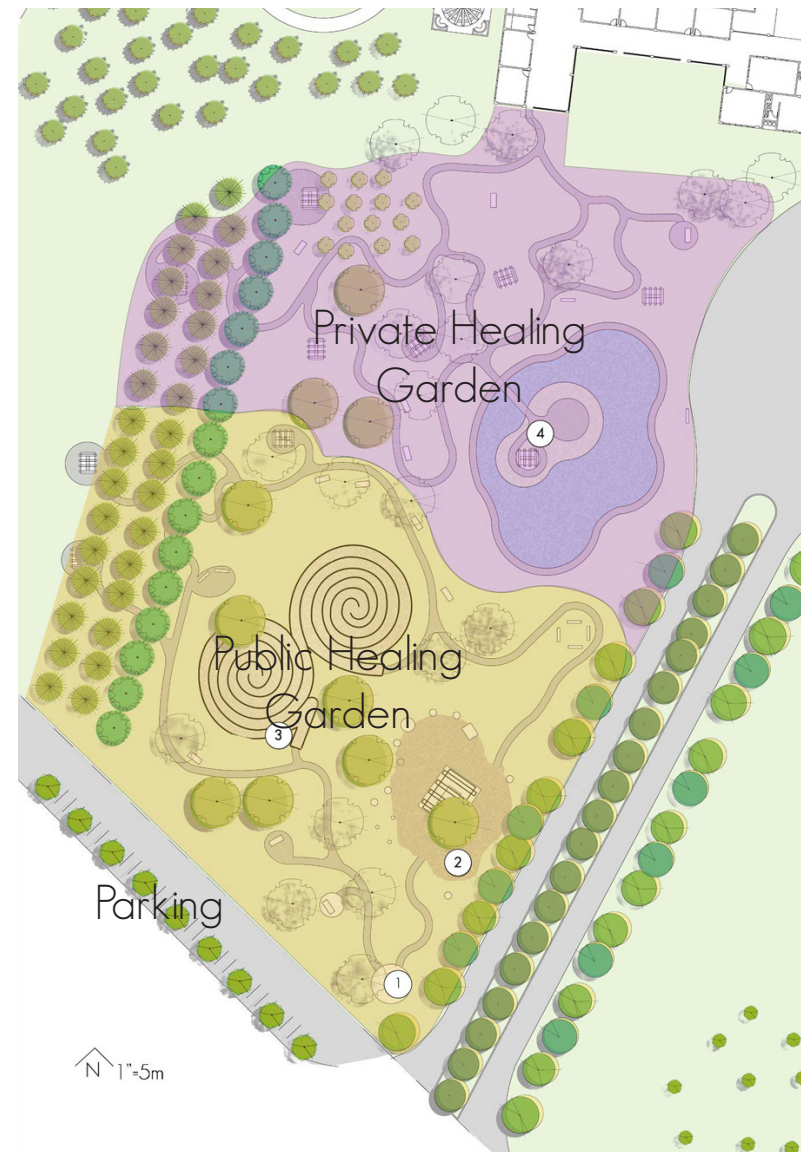 Private Healing
Garden
4
Public Healing
Garden
3
2
Parking
1
N 1"=5m